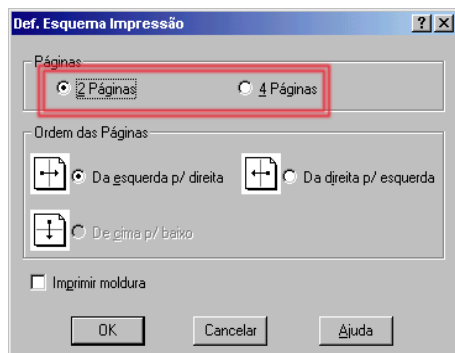 Def. Esquema Impressão
Páginas
2 Páginas 4 Páginas
Ordem das Páginas
Da esquerda p/ direita Da direita p/ esquerda
De cima p/ baixo
Imprimir moldura
OK Cancelar Ajuda